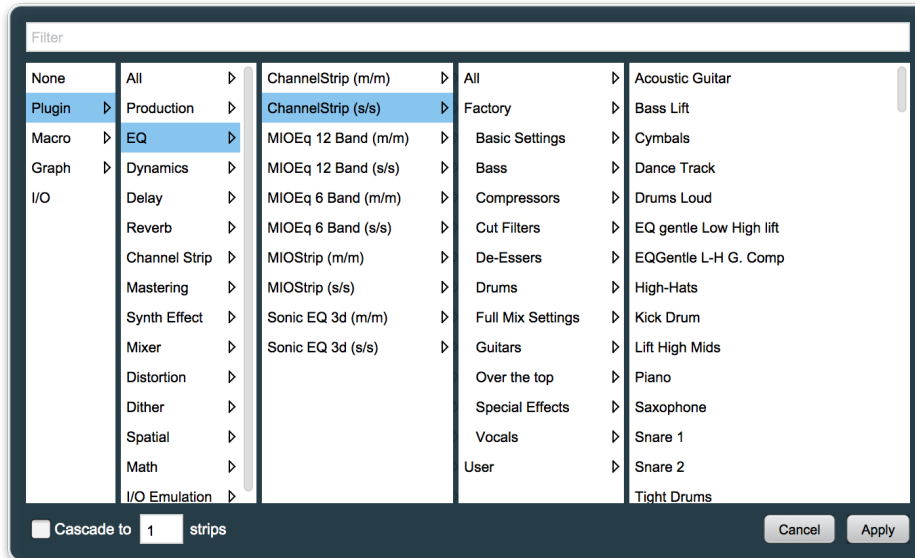 Filter
None
Plugin
Macro
Graph
I/O
All
Production
EQ
Dynamics
Delay
Reverb
Channel Strip
Mastering
Synth Effect
Mixer
Distortion
Dither
Spatial
Math
I/O Emulation
ChannelStrip (m/m)
ChannelStrip (s/s)
MIOEq 12 Band (m/m)
MIOEq 12 Band (s/s)
MIOEq 6 Band (m/m)
MIOEq 6 Band (s/s)
MIOStrip (m/m)
MIOStrip (s/s)
Sonic EQ 3d (m/m)
Sonic EQ 3d (s/s)
All
Factory
Basic Settings
Bass
Compressors
Cut Filters
De-Essers
Drums
Full Mix Settings
Guitars
Over the top
Special Effects
Vocals
User
Acoustic Guitar
Bass Lift
Cymbals
Dance Track
Drums Loud
EQ gentle Low High lift
EQGentle L-H G. Comp
High-Hats
Kick Drum
Lift High Mids
Piano
Saxophone
Snare 1
Snare 2
Tight Drums
Cascade to 1 strips
Cancel Apply